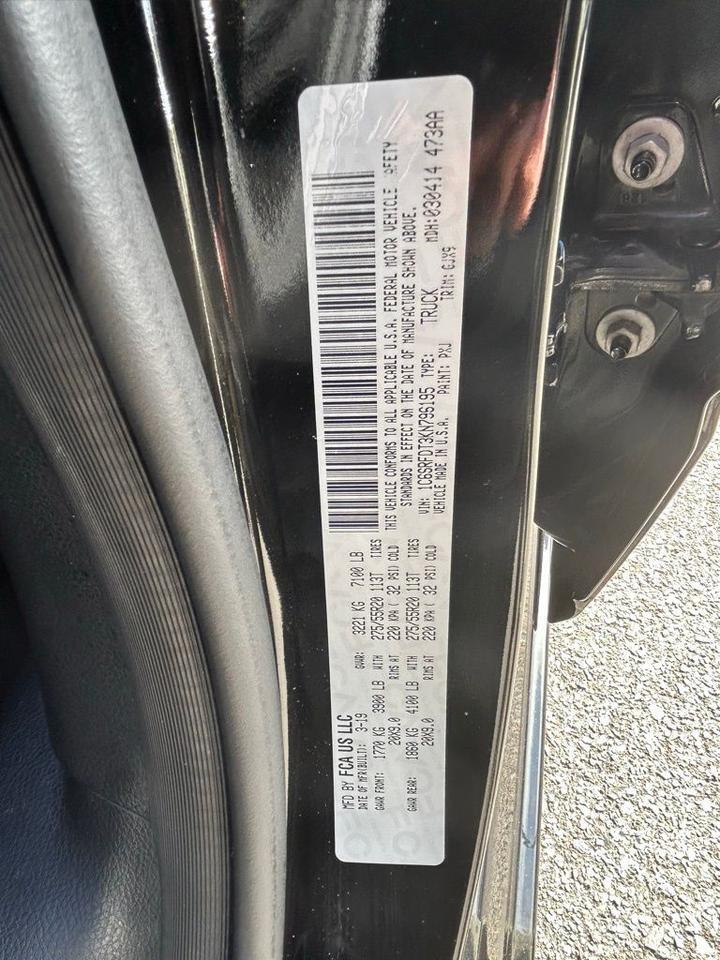 MFD BY FCA US LLC
DATE OF MFR(BUILT): 3-19 GVWR: 3221 KG 7100 LB
GAWR FRONT: 1770 KG 3900 LB WITH 275/55R20 113T TIRES
20X9.0 RIMS AT 220 KPA ( 32 PSI) COLD
GAWR REAR: 1860 KG 4100 LB WITH 275/55R20 113T TIRES
20X9.0 RIMS AT 220 KPA ( 32 PSI) COLD
THIS VEHICLE CONFORMS TO ALL APPLICABLE U.S.A. FEDERAL MOTOR VEHICLE SAFETY
STANDARDS IN EFFECT ON THE DATE OF MANUFACTURE SHOWN ABOVE.
VIN: 1C6SRFDT3KN796195 TYPE: TRUCK MDH:030414 473AA
VEHICLE MADE IN U.S.A. PAINT: PXJ TRIM: GJX9